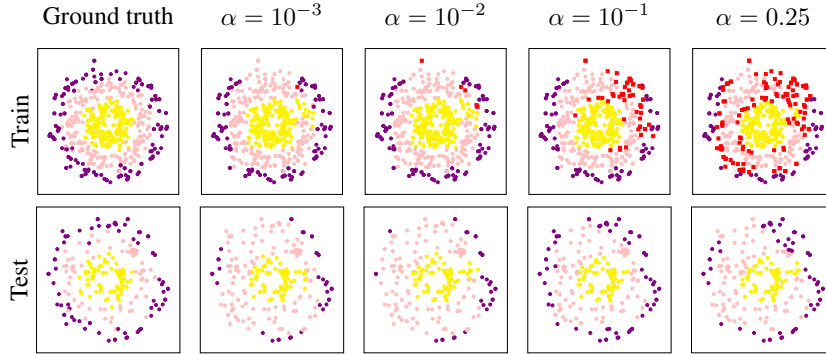 Ground truth α = 10⁻³ α = 10⁻² α = 10⁻¹ α = 0.25
Train
Test